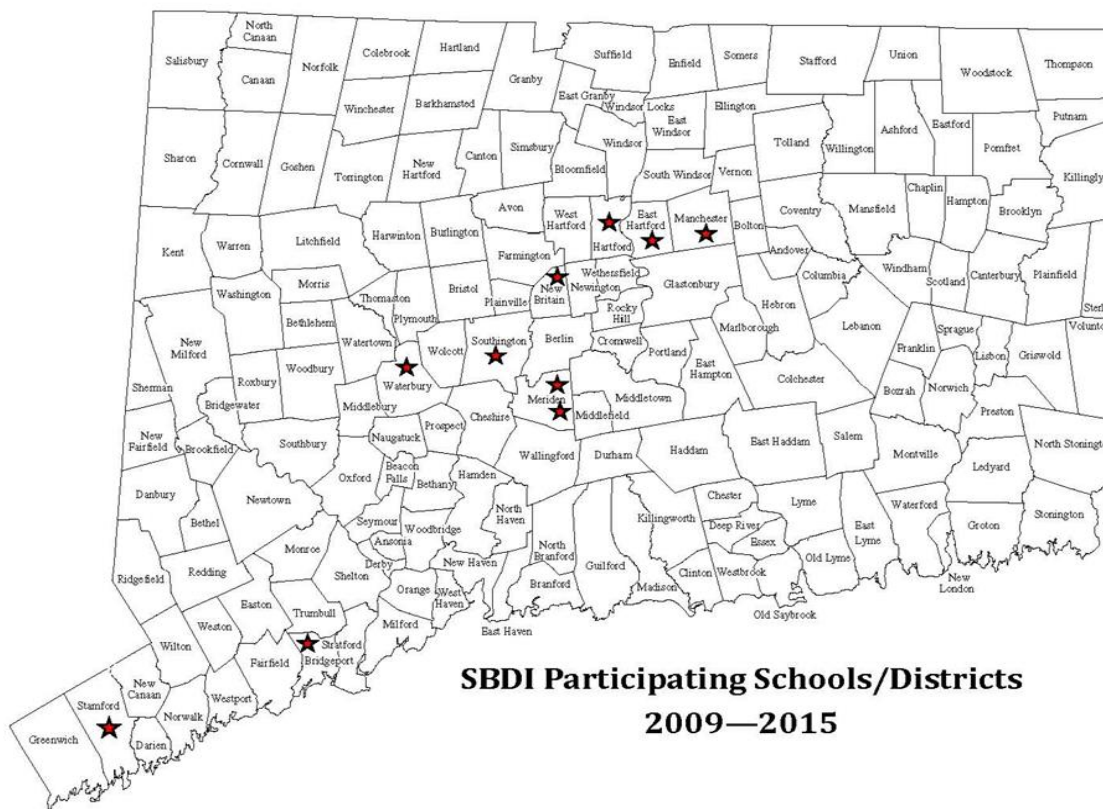 North
Canaan
Salisbury
Canaan
Norfolk
Colebrook
Hartland
Granby
Suffield
Enfield
Somers
Stafford
Union
Woodstock
Thompson
Winchester
Barkhamsted
East Granby
Windsor Locks
East
Windsor
Ellington
Putnam
Sharon
Cornwall
Goshen
Torrington
New
Hartford
Canton
Simsbury
Bloomfield
Windsor
South Windsor
Vernon
Tolland
Willington
Ashford
Eastford
Pomfret
Killingly
Kent
Warren
Litchfield
Harwinton
Burlington
Avon
West
Hartford
Hartford
East
Hartford
Manchester
Bolton
Coventry
Mansfield
Chaplin
Hampton
Brooklyn
Farmington
Andover
Washington
Morris
Thomaston
Bristol
Plainville
New
Britain
Newington
Wethersfield
Glastonbury
Hebron
Columbia
Windham
Scotland
Canterbury
Plainfield
Sterl
New
Milford
Bethlehem
Watertown
Plymouth
Wolcott
Southington
Berlin
Rocky
Hill
Cromwell
Portland
Marlborough
East
Hampton
Lebanon
Colchester
Franklin
Sprague
Lisbon
Griswold
Volunto
Sherman
Roxbury
Woodbury
Waterbury
Bridgewater
Middlebury
Cheshire
Meriden
Middlefield
Middletown
Bozrah
Norwich
Preston
New
Fairfield
Brookfield
Southbury
Naugatuck
Prospect
Wallingford
Durham
Haddam
East Haddam
Salem
Montville
North Stonington
Ledyard
Danbury
Newtown
Oxford
Beacon
Falls
Bethany
Hamden
Bethel
Seymour
Woodbridge
North
Haven
Killingworth
Chester
Lyme
Waterford
Groton
Stonington
Ansonia
Derby
Deep River
Essex
East
Lyme
Ridgefield
Redding
Monroe
Shelton
New Haven
North
Branford
Guilford
Westbrook
Old Lyme
Easton
Orange
West
Haven
Branford
Madison
Clinton
New
London
Weston
Trumbull
Milford
East Haven
Old Saybrook
Wilton
Fairfield
Stratford
Bridgeport
New
Canaan
Westport
Norwalk
Stamford
Greenwich
Darien
SBDI Participating Schools/Districts
2009—2015